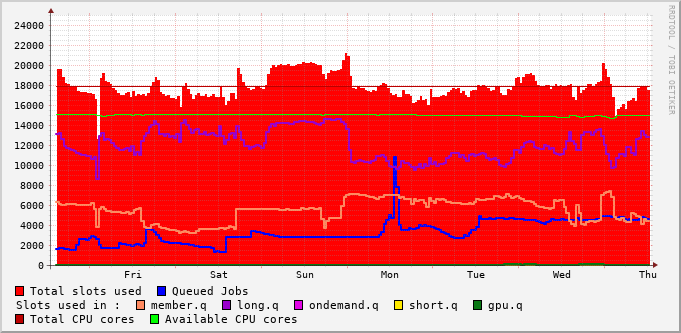 RRDTOOL / TOBI OETIKER
24000
22000
20000
18000
16000
14000
12000
10000
8000
6000
4000
2000
0
Fri Sat Sun Mon Tue Wed Thu
Total slots used Queued Jobs
Slots used in : member.q long.q ondemand.q short.q gpu.q
Total CPU cores Available CPU cores